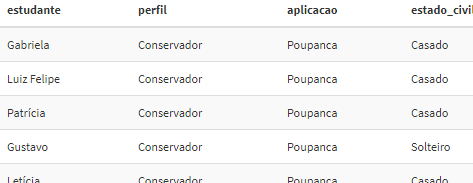 estudante perfil aplicacao estado_civil
Gabriela Conservador Poupanca Casado
Luiz Felipe Conservador Poupanca Casado
Patrícia Conservador Poupanca Casado
Gustavo Conservador Poupanca Solteiro
Letícia Conservador Poupanca Casado